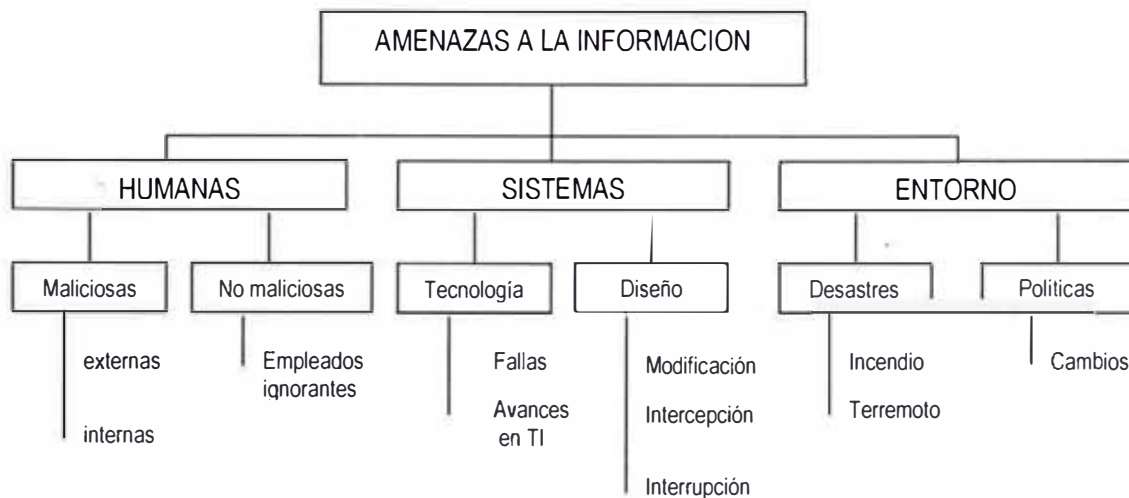 AMENAZAS A LA INFORMACION
HUMANAS
SISTEMAS
ENTORNO
Maliciosas
No maliciosas
Tecnología
Diseño
Desastres
Políticas
externas
internas
Empleados
ignorantes
Fallas
Avances
en TI
Modificación
Intercepción
Interrupción
Incendio
Terremoto
Cambios